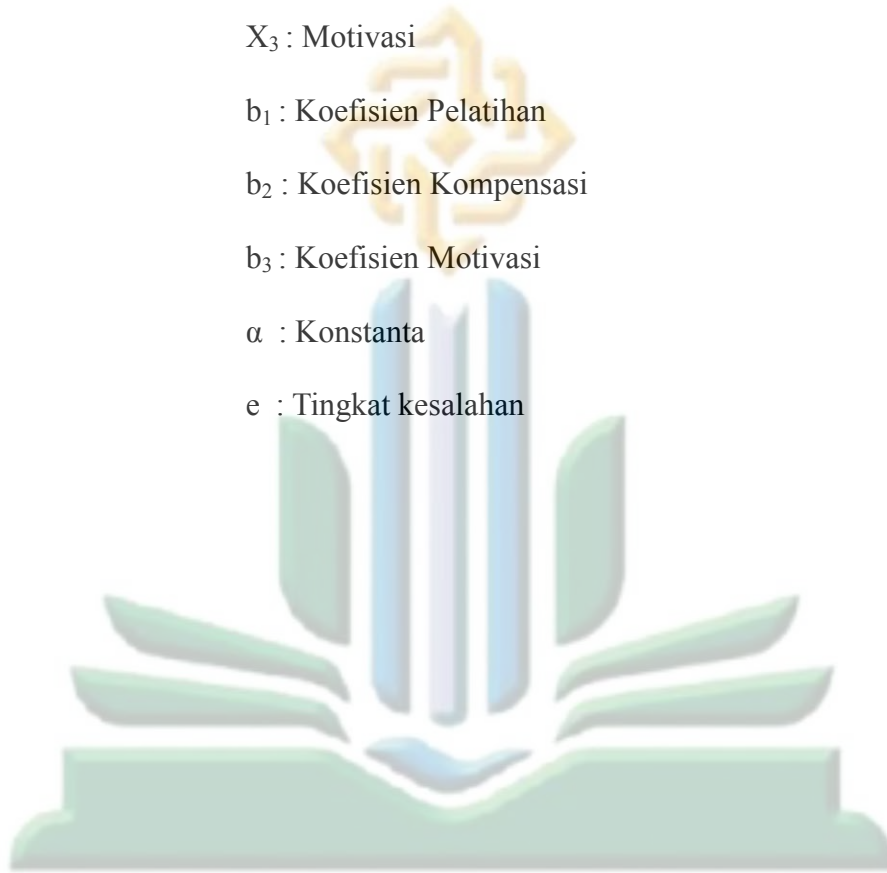 X₃ : Motivasi
b₁ : Koefisien Pelatihan
b₂ : Koefisien Kompensasi
b₃ : Koefisien Motivasi
α : Konstanta
e : Tingkat kesalahan